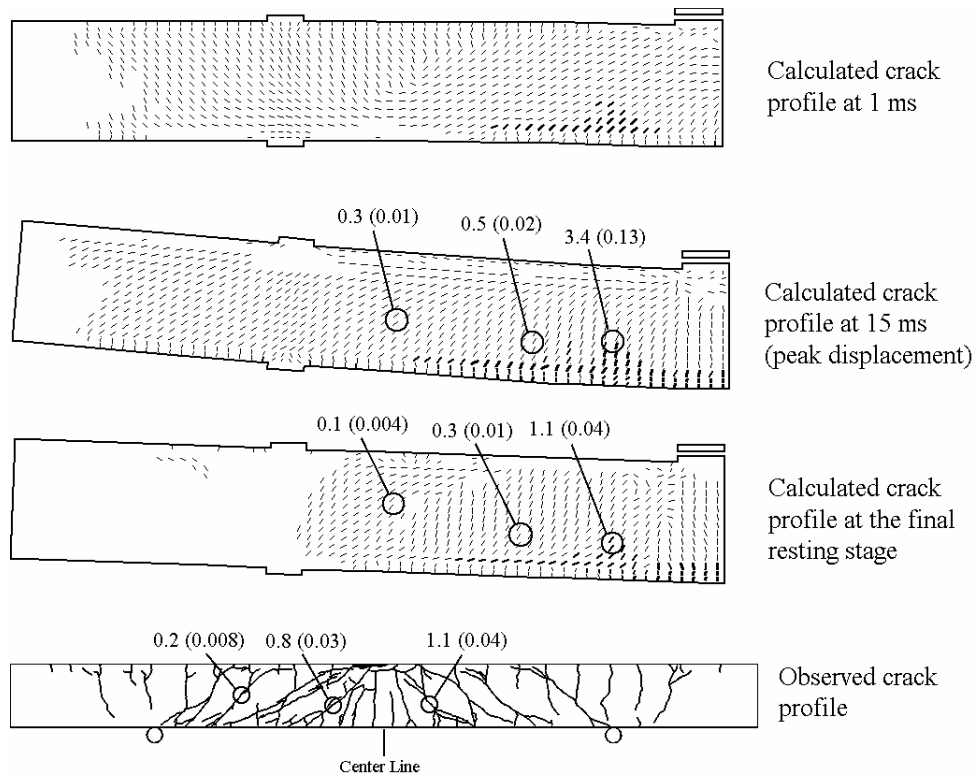 Calculated crack
profile at 1 ms
0.3 (0.01)
0.5 (0.02)
3.4 (0.13)
Calculated crack
profile at 15 ms
(peak displacement)
0.1 (0.004)
0.3 (0.01)
1.1 (0.04)
Calculated crack
profile at the final
resting stage
0.2 (0.008)
0.8 (0.03)
1.1 (0.04)
Observed crack
profile
Center Line